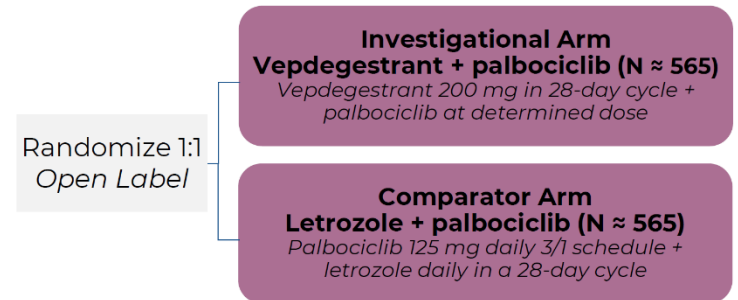 Investigational Arm
Vepdegestrant + palbociclib (N ≈ 565)
Vepdegestrant 200 mg in 28-day cycle +
palbociclib at determined dose
Randomize 1:1
Open Label
Comparator Arm
Letrozole + palbociclib (N ≈ 565)
Palbociclib 125 mg daily 3/1 schedule +
letrozole daily in a 28-day cycle